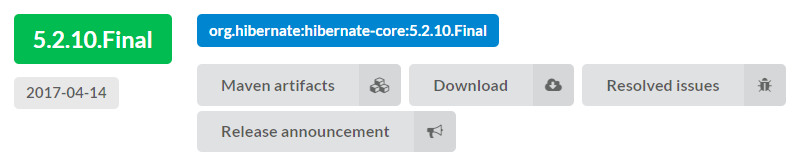 5.2.10.Final
2017-04-14
org.hibernate:hibernate-core:5.2.10.Final
Maven artifacts
Download
Resolved issues
Release announcement